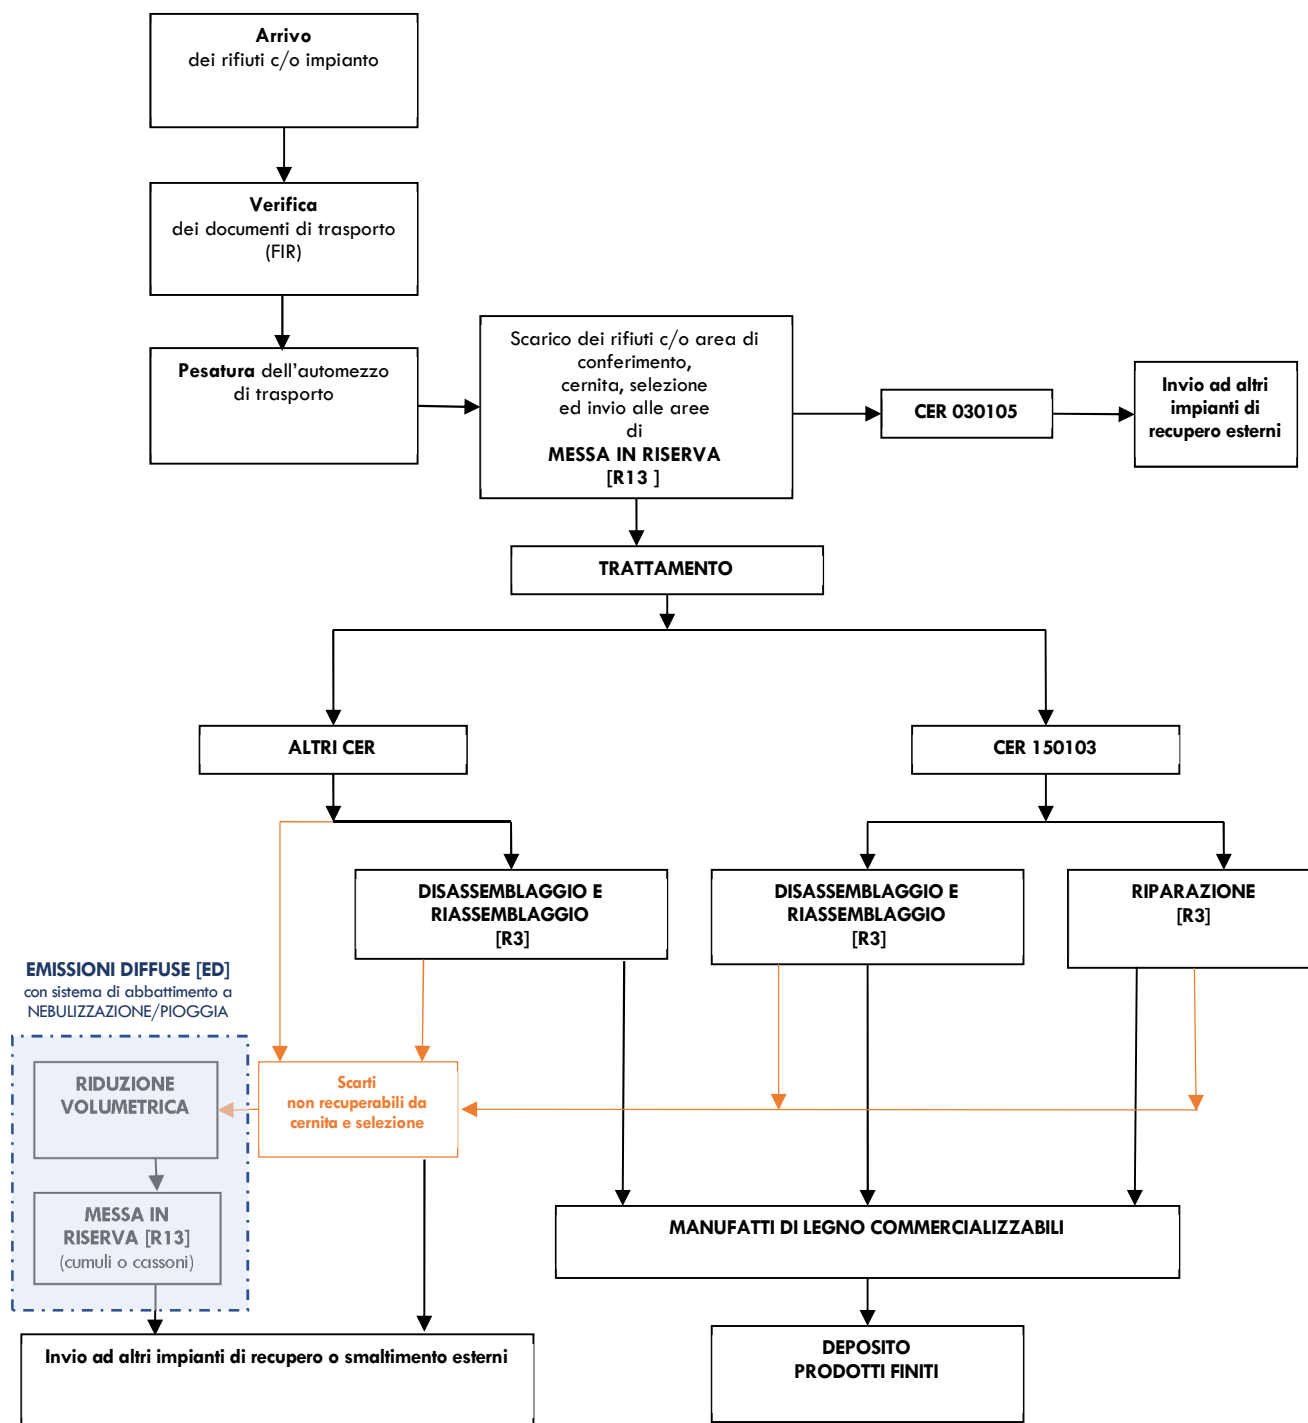 Arrivo
dei rifiuti c/o impianto
Verifica
dei documenti di trasporto
(FIR)
Pesatura dell'automezzo
di trasporto
Scarico dei rifiuti c/o area di
conferimento,
cernita, selezione
ed invio alle aree
di
MESSA IN RISERVA
[R13 ]
CER 030105
Invio ad altri
impianti di
recupero esterni
TRATTAMENTO
ALTRI CER
CER 150103
DISASSEMBLAGGIO E
RIASSEMBLAGGIO
[R3]
DISASSEMBLAGGIO E
RIASSEMBLAGGIO
[R3]
RIPARAZIONE
[R3]
EMISSIONI DIFFUSE [ED]
con sistema di abbattimento a
NEBULIZZAZIONE/PIOGGIA
RIDUZIONE
VOLUMETRICA
Scarti
non recuperabili da
cernita e selezione
MESSA IN
RISERVA [R13]
(cumuli o cassoni)
MANUFATTI DI LEGNO COMMERCIALIZZABILI
Invio ad altri impianti di recupero o smaltimento esterni
DEPOSITO
PRODOTTI FINITI